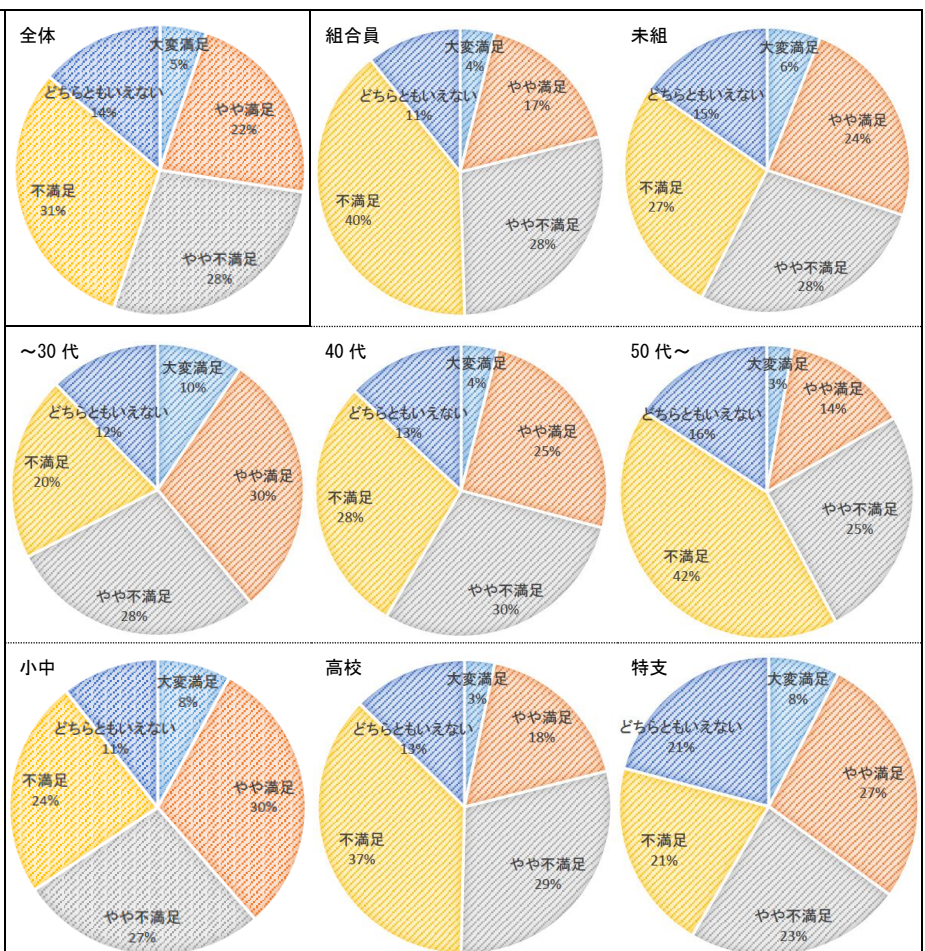 全体
大変満足
5%
やや満足
22%
やや不満足
28%
不満足
31%
どちらともいえない
14%
組合員
大変満足
4%
やや満足
17%
やや不満足
28%
不満足
40%
どちらともいえない
11%
未組
大変満足
6%
やや満足
24%
やや不満足
28%
不満足
27%
どちらともいえない
15%
～30 代
大変満足
10%
やや満足
30%
やや不満足
28%
不満足
20%
どちらともいえない
12%
40 代
大変満足
4%
やや満足
25%
やや不満足
30%
不満足
28%
どちらともいえない
13%
50 代～
大変満足
3%
やや満足
14%
やや不満足
25%
不満足
42%
どちらともいえない
16%
小中
大変満足
8%
やや満足
30%
やや不満足
27%
不満足
24%
どちらともいえない
11%
高校
大変満足
3%
やや満足
18%
やや不満足
29%
不満足
37%
どちらともいえない
13%
特支
大変満足
8%
やや満足
27%
やや不満足
23%
不満足
21%
どちらともいえない
21%